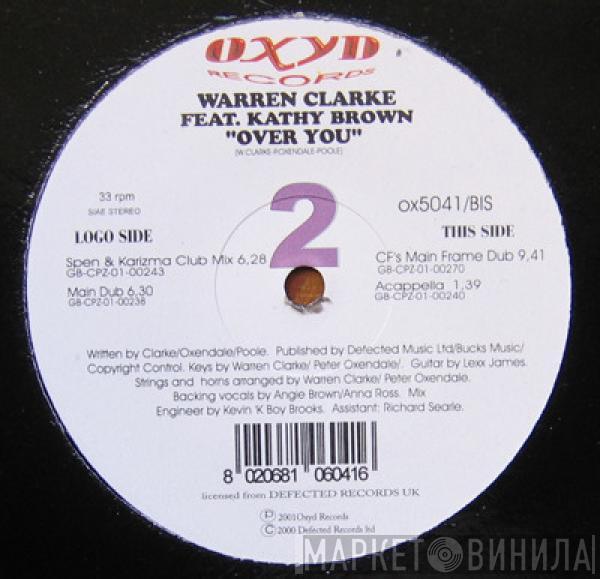 OXYD
RECORDS
WARREN CLARKE
FEAT. KATHY BROWN
"OVER YOU"
(W.CLARKE-P.OXENDALE-POOLE)
33 rpm
SIAE STEREO
2
ox5041/BIS
LOGO SIDE
THIS SIDE
Spen & Karizma Club Mix 6,28
GB-CPZ-01-00243
Main Dub 6,30
GB-CPZ-01-00238
CF's Main Frame Dub 9,41
GB-CPZ-01-00270
Acappella 1,39
GB-CPZ-01-00240
Written by Clarke/Oxendale/Poole. Published by Defected Music Ltd/Bucks Music/
Copyright Control. Keys by Warren Clarke/ Peter Oxendale/. Guitar by Lexx James.
Strings and horns arranged by Warren Clarke/ Peter Oxendale.
Backing vocals by Angie Brown/Anna Ross. Mix
Engineer by Kevin 'K Boy Brooks. Assistant: Richard Searle.
8 020681 060416
licensed from DEFECTED RECORDS UK
P 2001Oxyd Records
C 2000 Defected Records ltd
МАРКЕТ ВИНИЛА